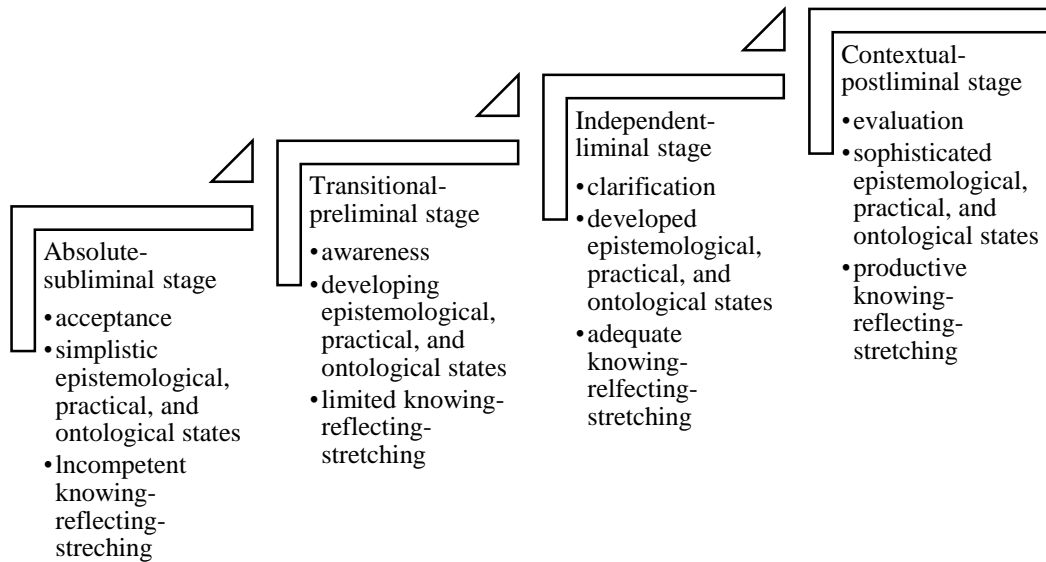 Absolute-
subliminal stage
•acceptance
•simplistic
epistemological,
practical, and
ontological states
•Incompetent
knowing-
reflecting-
streching
Transitional-
preliminal stage
•awareness
•developing
epistemological,
practical, and
ontological states
•limited knowing-
reflecting-
stretching
Independent-
liminal stage
•clarification
•developed
epistemological,
practical, and
ontological states
•adequate
knowing-
relfecting-
stretching
Contextual-
postliminal stage
•evaluation
•sophisticated
epistemological,
practical, and
ontological states
•productive
knowing-
reflecting-
stretching